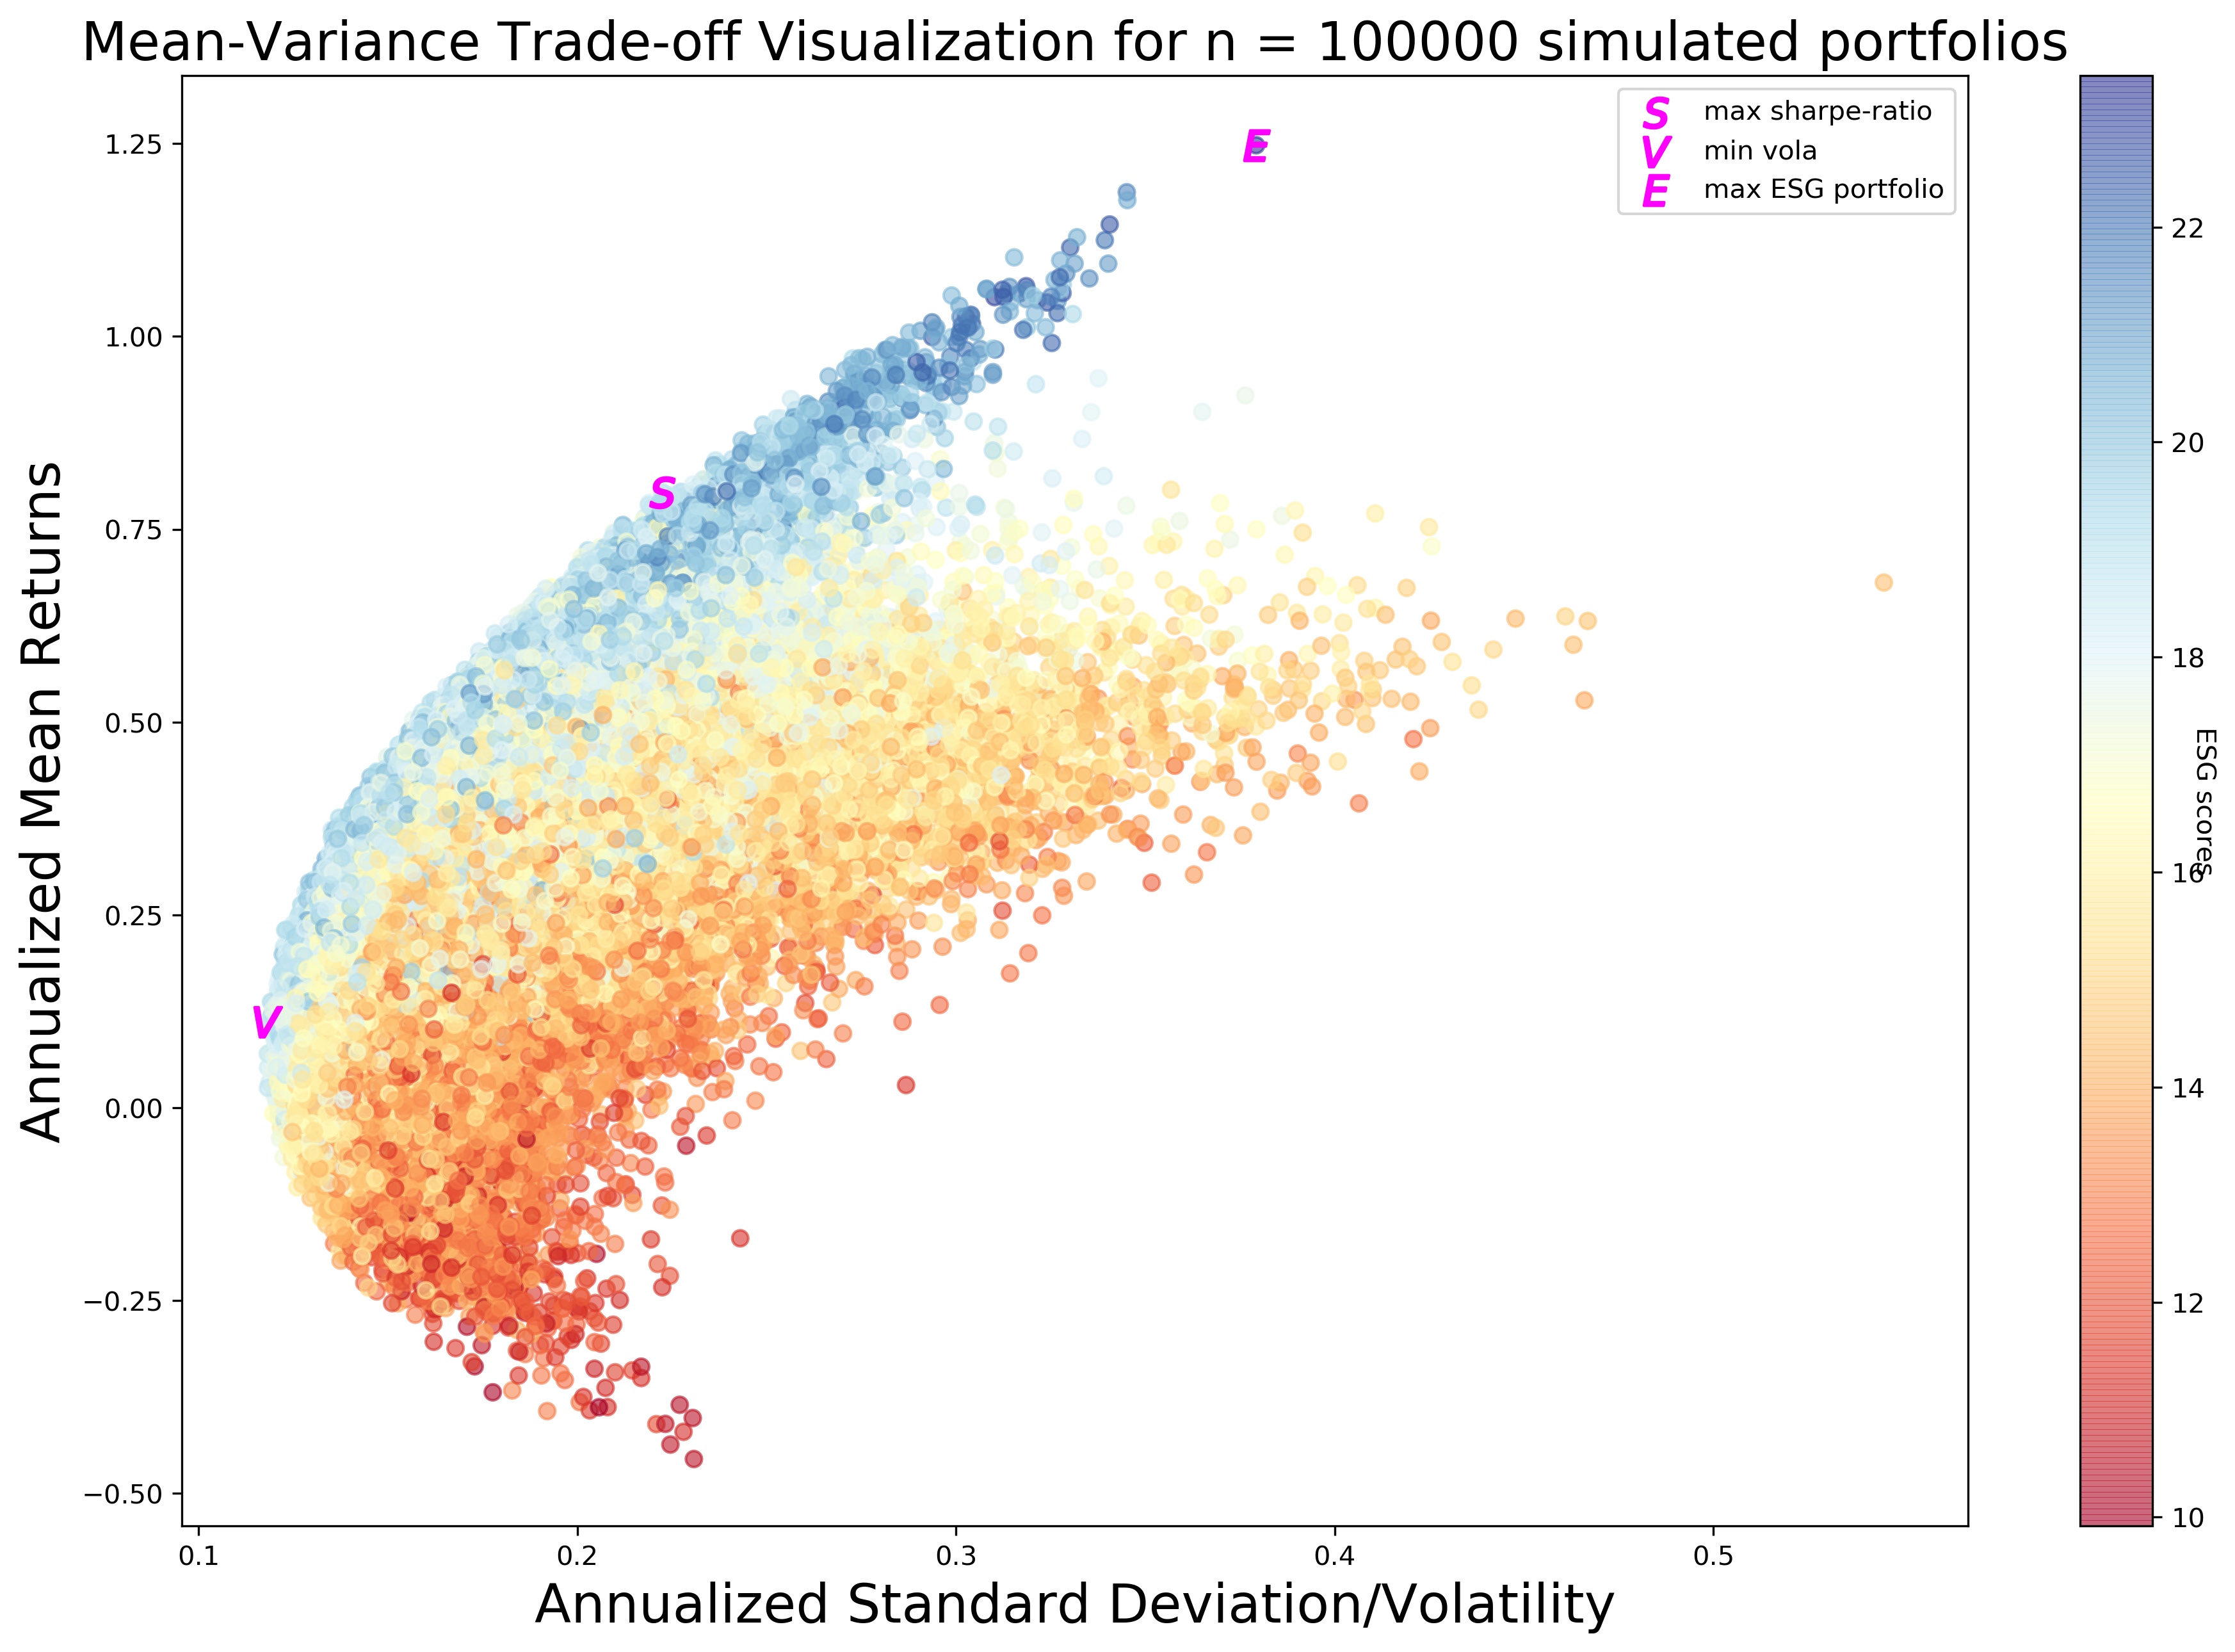 Mean-Variance Trade-off Visualization for n = 100000 simulated portfolios
S max sharpe-ratio
V min vola
E max ESG portfolio
E
S
V
1.25
1.00
0.75
0.50
0.25
0.00
−0.25
−0.50
Annualized Mean Returns
0.1 0.2 0.3 0.4 0.5
Annualized Standard Deviation/Volatility
22
20
18
16
14
12
10
ESG scores